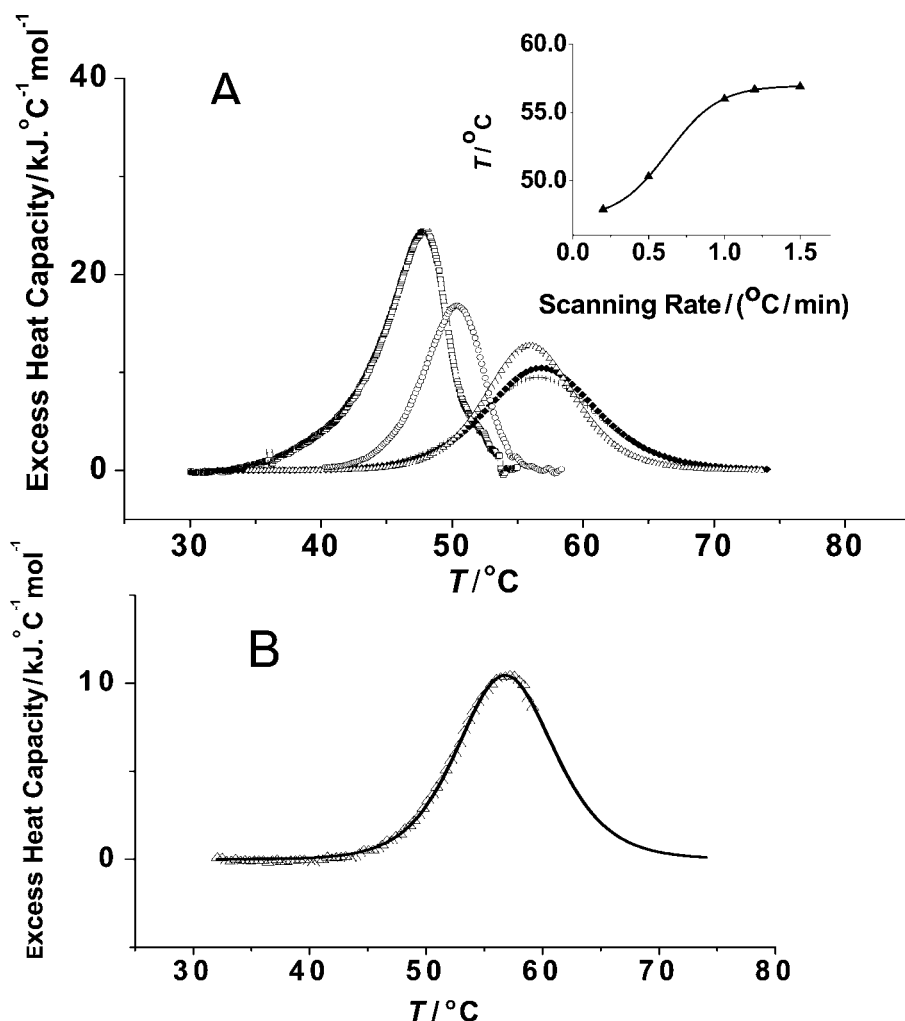 A
Excess Heat Capacity/kJ.°C⁻¹mol⁻¹
40
20
0
30 40 50 60 70 80
T/°C
T/°C
60.0
55.0
50.0
0.0 0.5 1.0 1.5
Scanning Rate/(°C/min)
B
Excess Heat Capacity/kJ.°C⁻¹mol⁻¹
10
0
30 40 50 60 70 80
T/°C